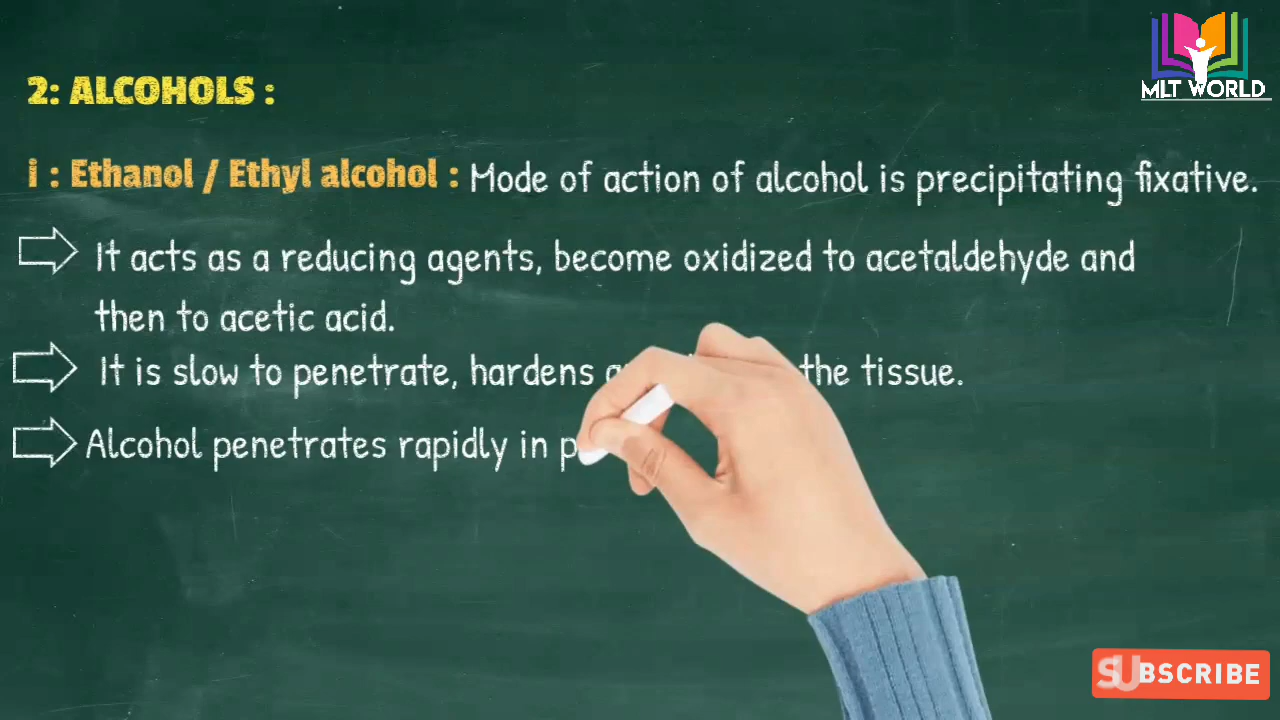 MLT WORLD
2: ALCOHOLS :
i : Ethanol / Ethyl alcohol : Mode of action of alcohol is precipitating fixative.
It acts as a reducing agents, become oxidized to acetaldehyde and
then to acetic acid.
It is slow to penetrate, hardens the tissue.
Alcohol penetrates rapidly in
SUBSCRIBE